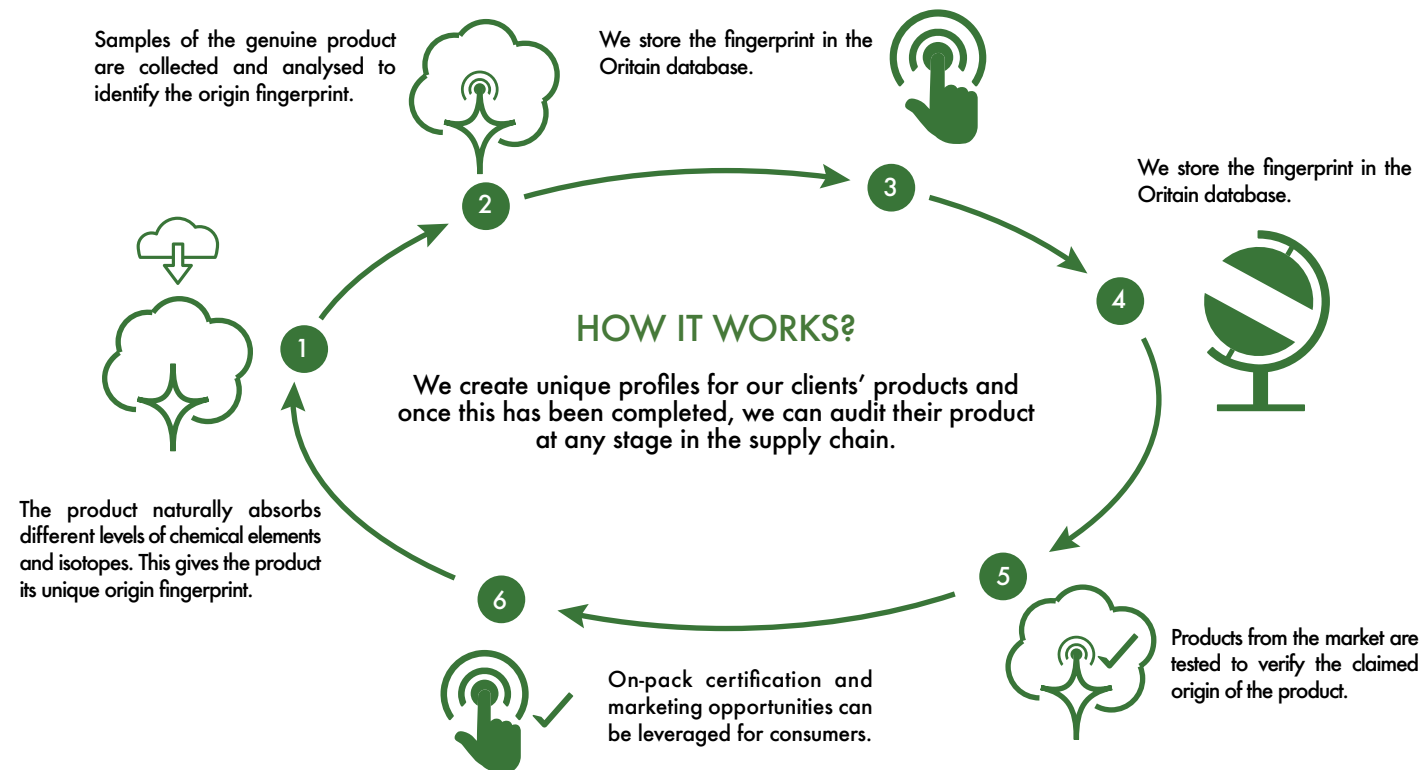 Samples of the genuine product
are collected and analysed to
identify the origin fingerprint.
We store the fingerprint in the
Oritain database.
We store the fingerprint in the
Oritain database.
2
3
4
1
HOW IT WORKS?
We create unique profiles for our clients’ products and
once this has been completed, we can audit their product
at any stage in the supply chain.
The product naturally absorbs
different levels of chemical elements
and isotopes. This gives the product
its unique origin fingerprint.
5
6
Products from the market are
tested to verify the claimed
origin of the product.
On-pack certification and
marketing opportunities can
be leveraged for consumers.